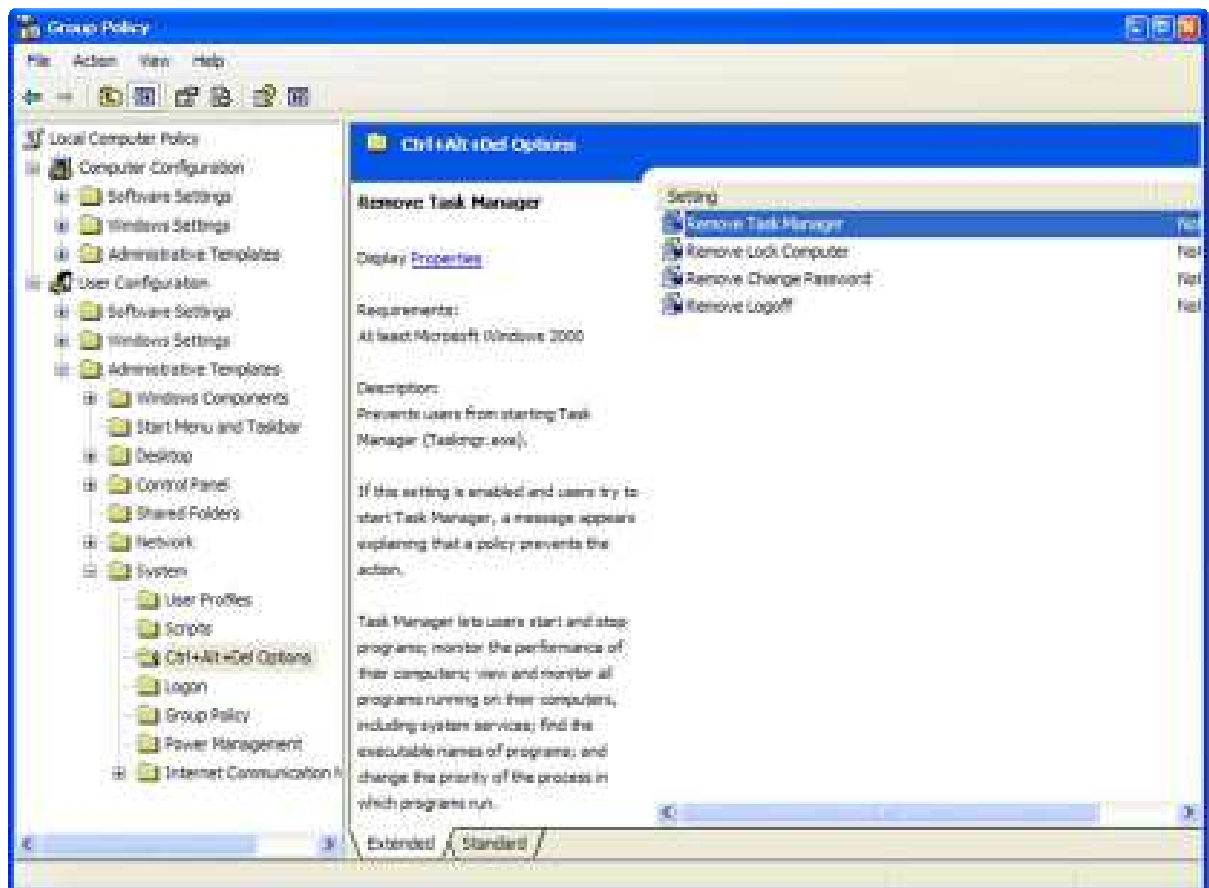 Group Policy
File Action View Help
Local Computer Policy
Computer Configuration
Software Settings
Windows Settings
Administrative Templates
User Configuration
Software Settings
Windows Settings
Administrative Templates
Windows Components
Start Menu and Taskbar
Desktop
Control Panel
Shared Folders
Network
System
User Profiles
Scripts
Ctrl+Alt+Del Options
Logon
Group Policy
Power Management
Internet Communication
Ctrl+Alt+Del Options
Remove Task Manager
Display Properties
Requirements:
At least Microsoft Windows 2000
Description:
Prevents users from starting Task
Manager (Taskmgr.exe).
If this setting is enabled and users try to
start Task Manager, a message appears
explaining that a policy prevents the
action.
Task Manager lets users start and stop
programs; monitor the performance of
their computers; view and monitor all
programs running on their computers,
including system services; find the
executable names of programs; and
change the priority of the process in
which programs run.
Setting
Remove Task Manager Not
Remove Lock Computer Not
Remove Change Password Not
Remove Logoff Not
Extended Standard